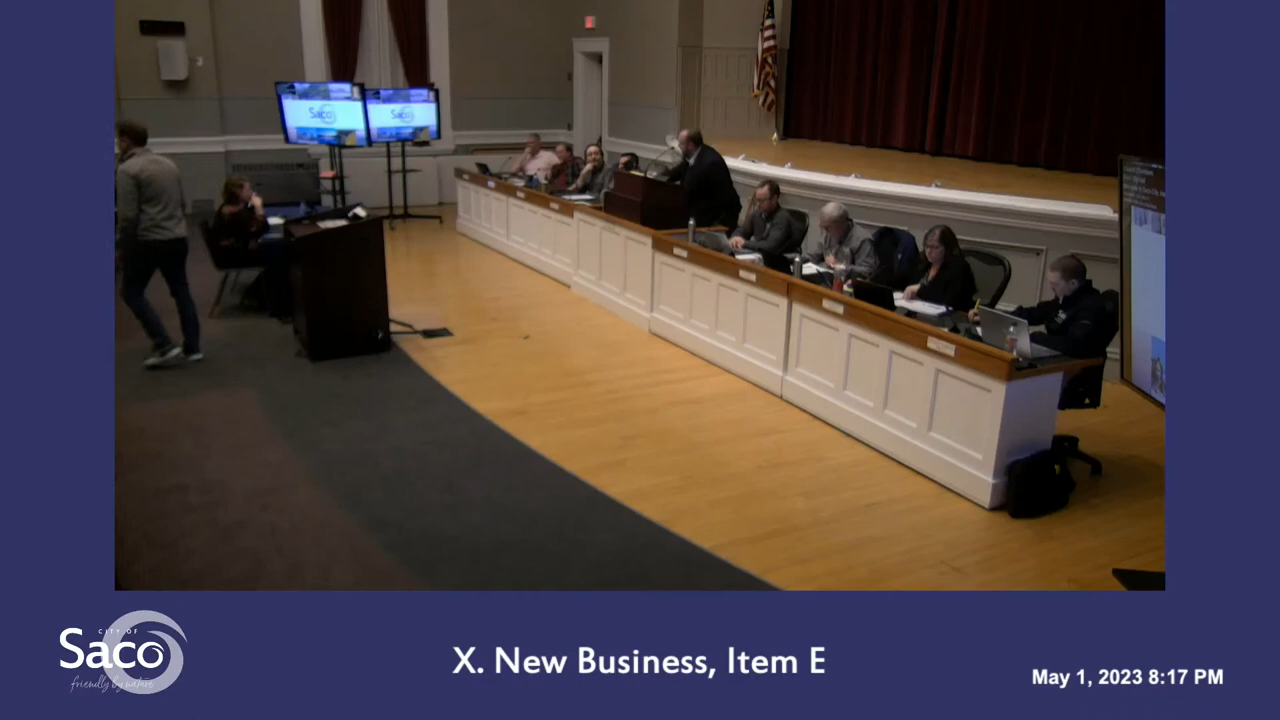 Saco
Saco
CITY OF
Saco
friendly by nature
X. New Business, Item E
May 1, 2023 8:17 PM